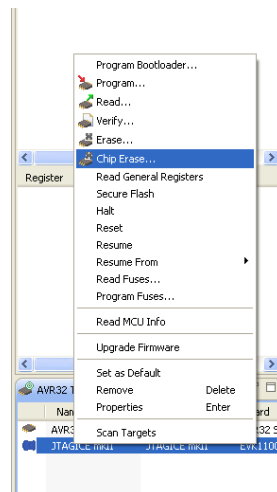 Program Bootloader...
Program...
Read...
Verify...
Erase...
Chip Erase...
Read General Registers
Register
Secure Flash
Halt
Reset
Resume
Resume From
Read Fuses...
Program Fuses...
Read MCU Info
Upgrade Firmware
Set as Default
AVR32 T
Remove Delete
Properties Enter
Scan Targets
JTAGICE mkII JTAGICE mkII EVK1100